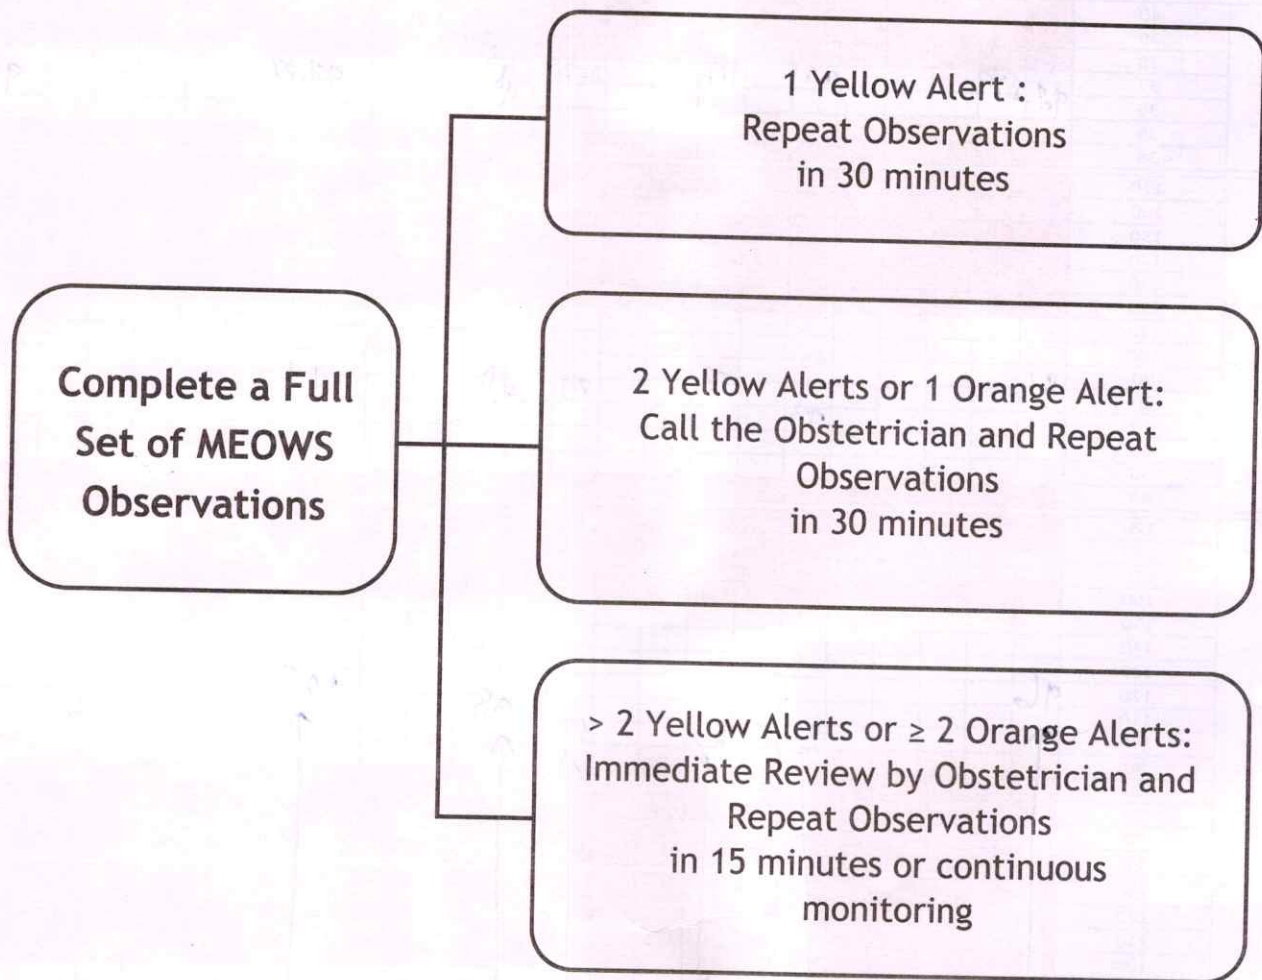 1 Yellow Alert :
Repeat Observations
in 30 minutes
Complete a Full
Set of MEOWS
Observations
2 Yellow Alerts or 1 Orange Alert:
Call the Obstetrician and Repeat
Observations
in 30 minutes
> 2 Yellow Alerts or ≥ 2 Orange Alerts:
Immediate Review by Obstetrician and
Repeat Observations
in 15 minutes or continuous
monitoring